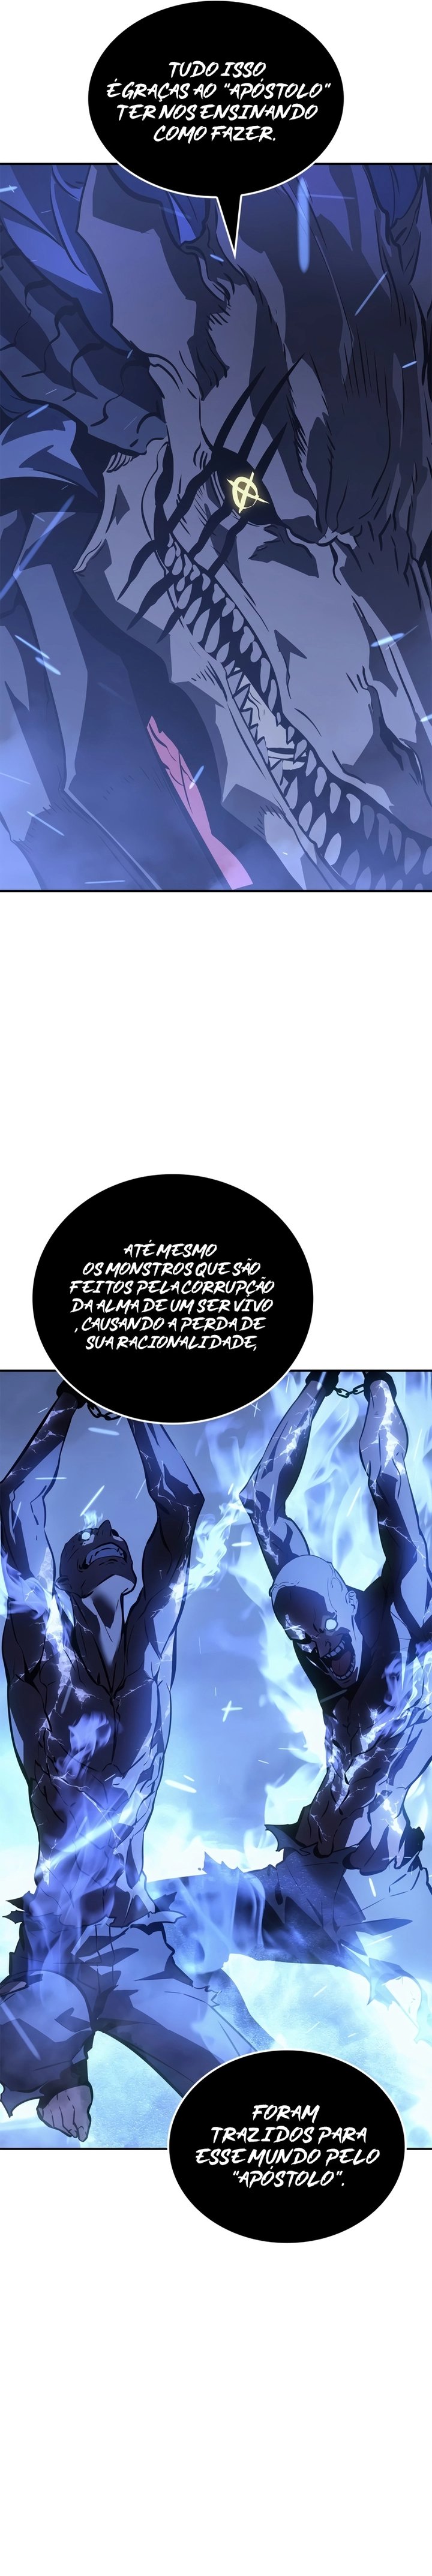 TUDO ISSO
É GRAÇAS AO "APÓSTOLO"
TER NOS ENSINANDO
COMO FAZER.
ATÉ MESMO
OS MONSTROS QUE SÃO
FEITOS PELA CORRUPÇÃO
DA ALMA DE UM SER VIVO
, CAUSANDO A PERDA DE
SUA RACIONALIDADE,
FORAM
TRAZIDOS PARA
ESSE MUNDO PELO
"APÓSTOLO".